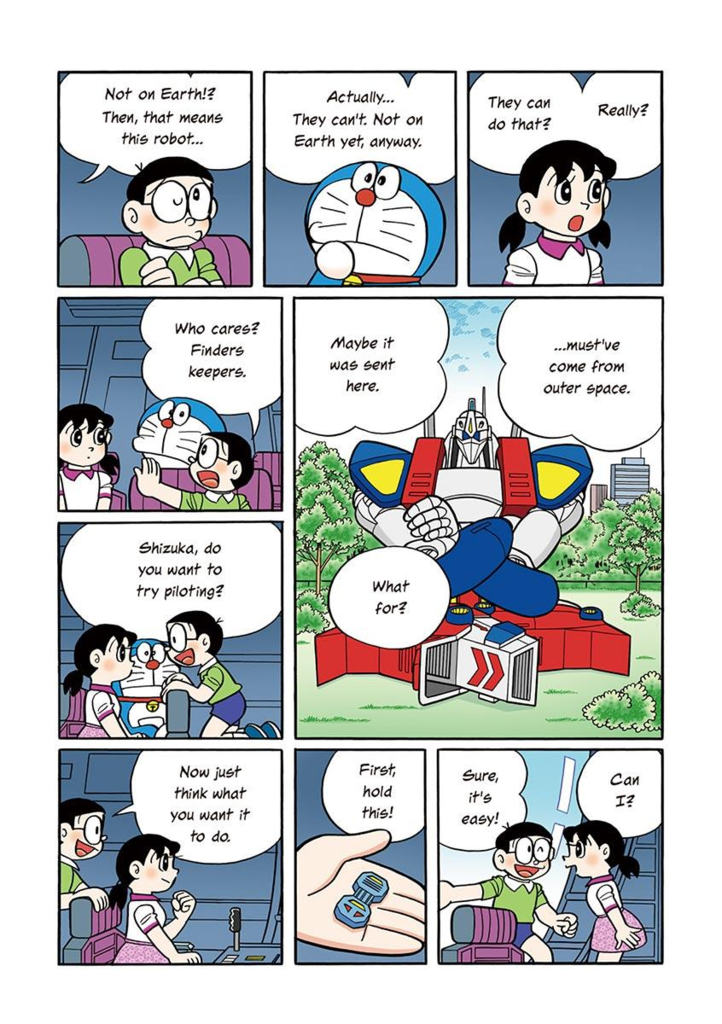 They can
do that?
Really?
Actually...
They can't. Not on
Earth yet, anyway.
Not on Earth!?
Then, that means
this robot...
...must've
come from
outer space.
Maybe it
was sent
here.
What
for?
Who cares?
Finders
keepers.
Shizuka, do
you want to
try piloting?
Can
I?
Sure,
it's
easy!
First,
hold
this!
Now just
think what
you want it
to do.